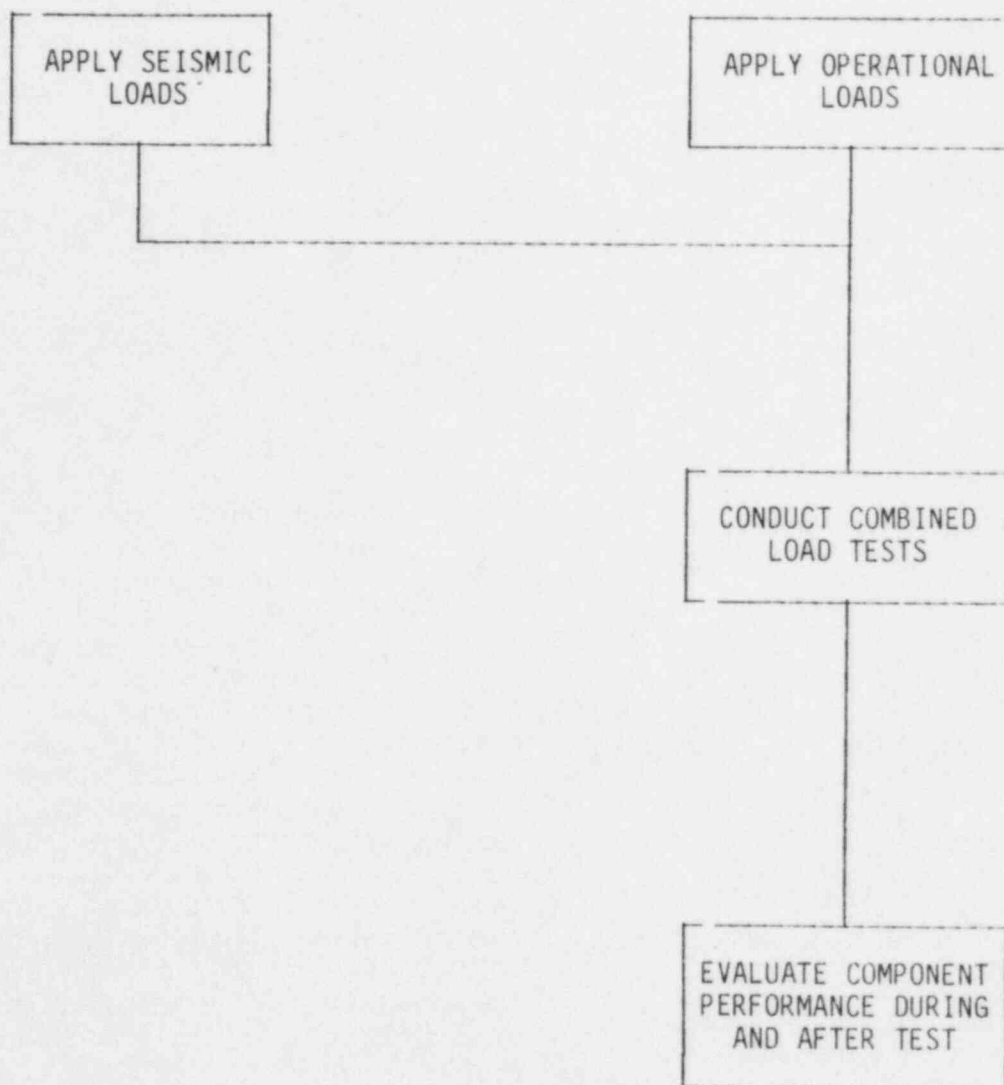 APPLY SEISMIC
LOADS
APPLY OPERATIONAL
LOADS
CONDUCT COMBINED
LOAD TESTS
EVALUATE COMPONENT
PERFORMANCE DURING
AND AFTER TEST